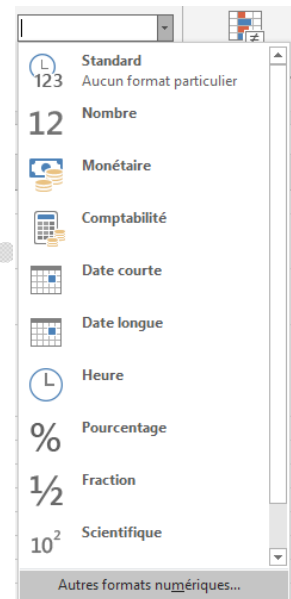 123
Standard
Aucun format particulier
12
Nombre
Monétaire
Comptabilité
Date courte
Date longue
Heure
%
Pourcentage
½
Fraction
10²
Scientifique
Autres formats numériques...